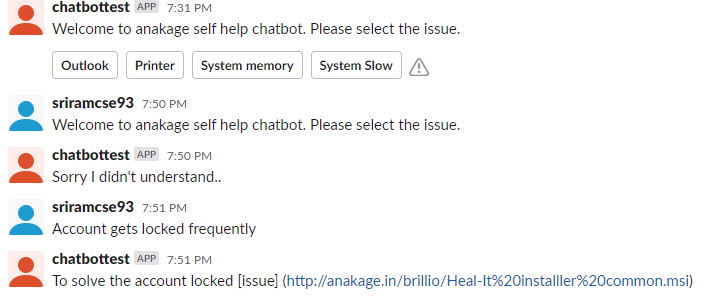 chatbottest APP 7:31 PM
Welcome to anakage self help chatbot. Please select the issue.
Outlook Printer System memory System Slow
sriramcse93 7:50 PM
Welcome to anakage self help chatbot. Please select the issue.
chatbottest APP 7:50 PM
Sorry I didn't understand..
sriramcse93 7:51 PM
Account gets locked frequently
chatbottest APP 7:51 PM
To solve the account locked [issue] (http://anakage.in/brillio/Heal-It%20installler%20common.msi)